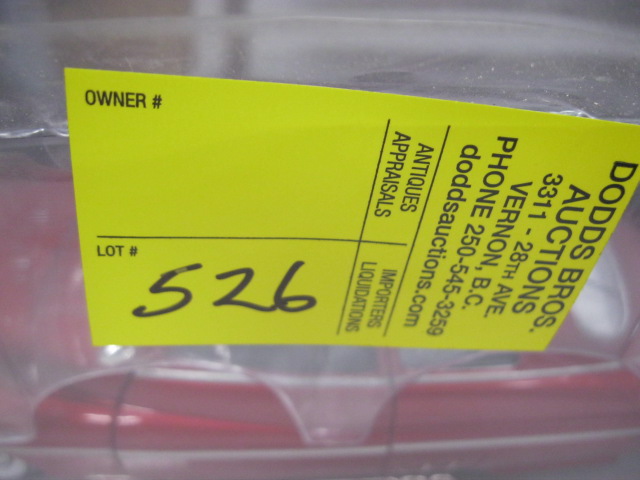 OWNER #
LOT #
526
ANTIQUES
APPRAISALS
IMPORTERS
LIQUIDATIONS
DODDS BROS.
AUCTIONS
3311 - 28TH AVE.
VERNON, B.C.
PHONE 250-545-3259
doddsauctions.com